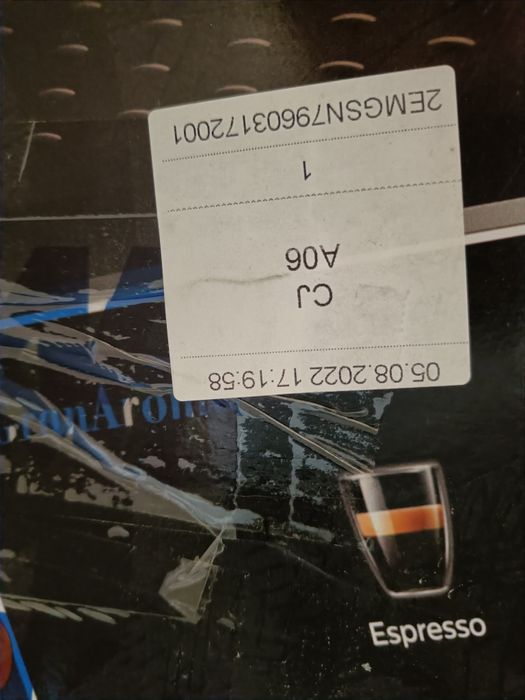 05.08.2022 17:19:58
CJ
A06
1
2EMGSN79603172001
Espresso